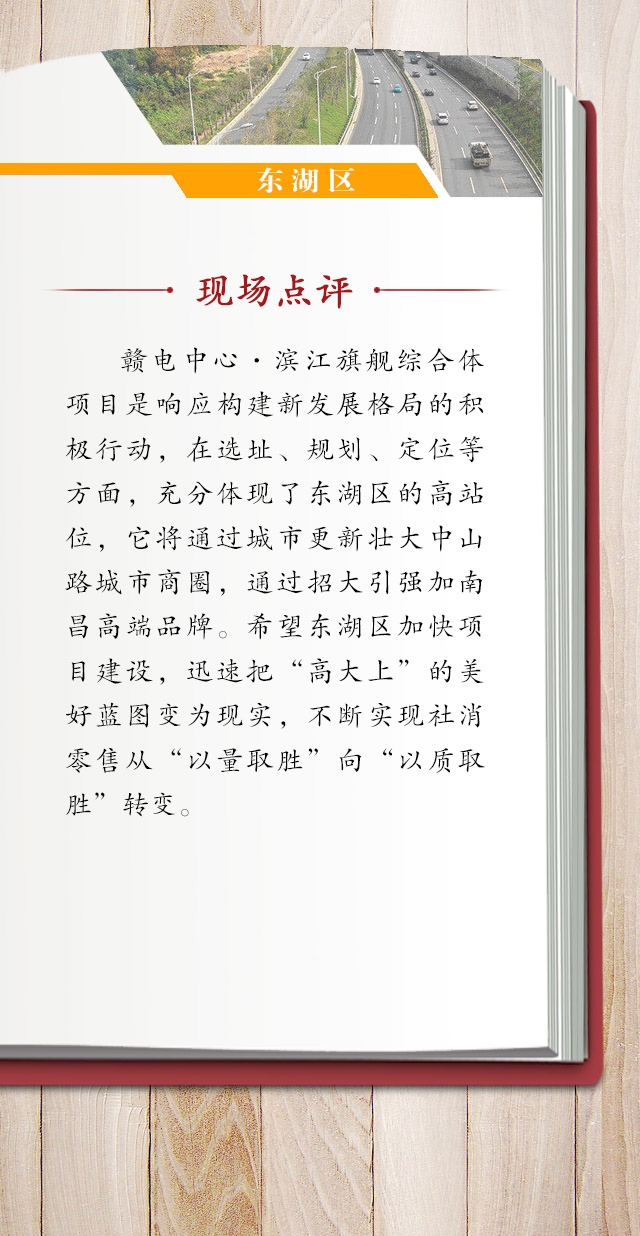 东湖区
现场点评
赣电中心·滨江旗舰综合体
项目是响应构建新发展格局的积
极行动，在选址、规划、定位等
方面，充分体现了东湖区的高站
位，它将通过城市更新壮大中山
路城市商圈，通过招大引强加南
昌高端品牌。希望东湖区加快项
目建设，迅速把“高大上”的美
好蓝图变为现实，不断实现社消
零售从“以量取胜”向“以质取
胜”转变。